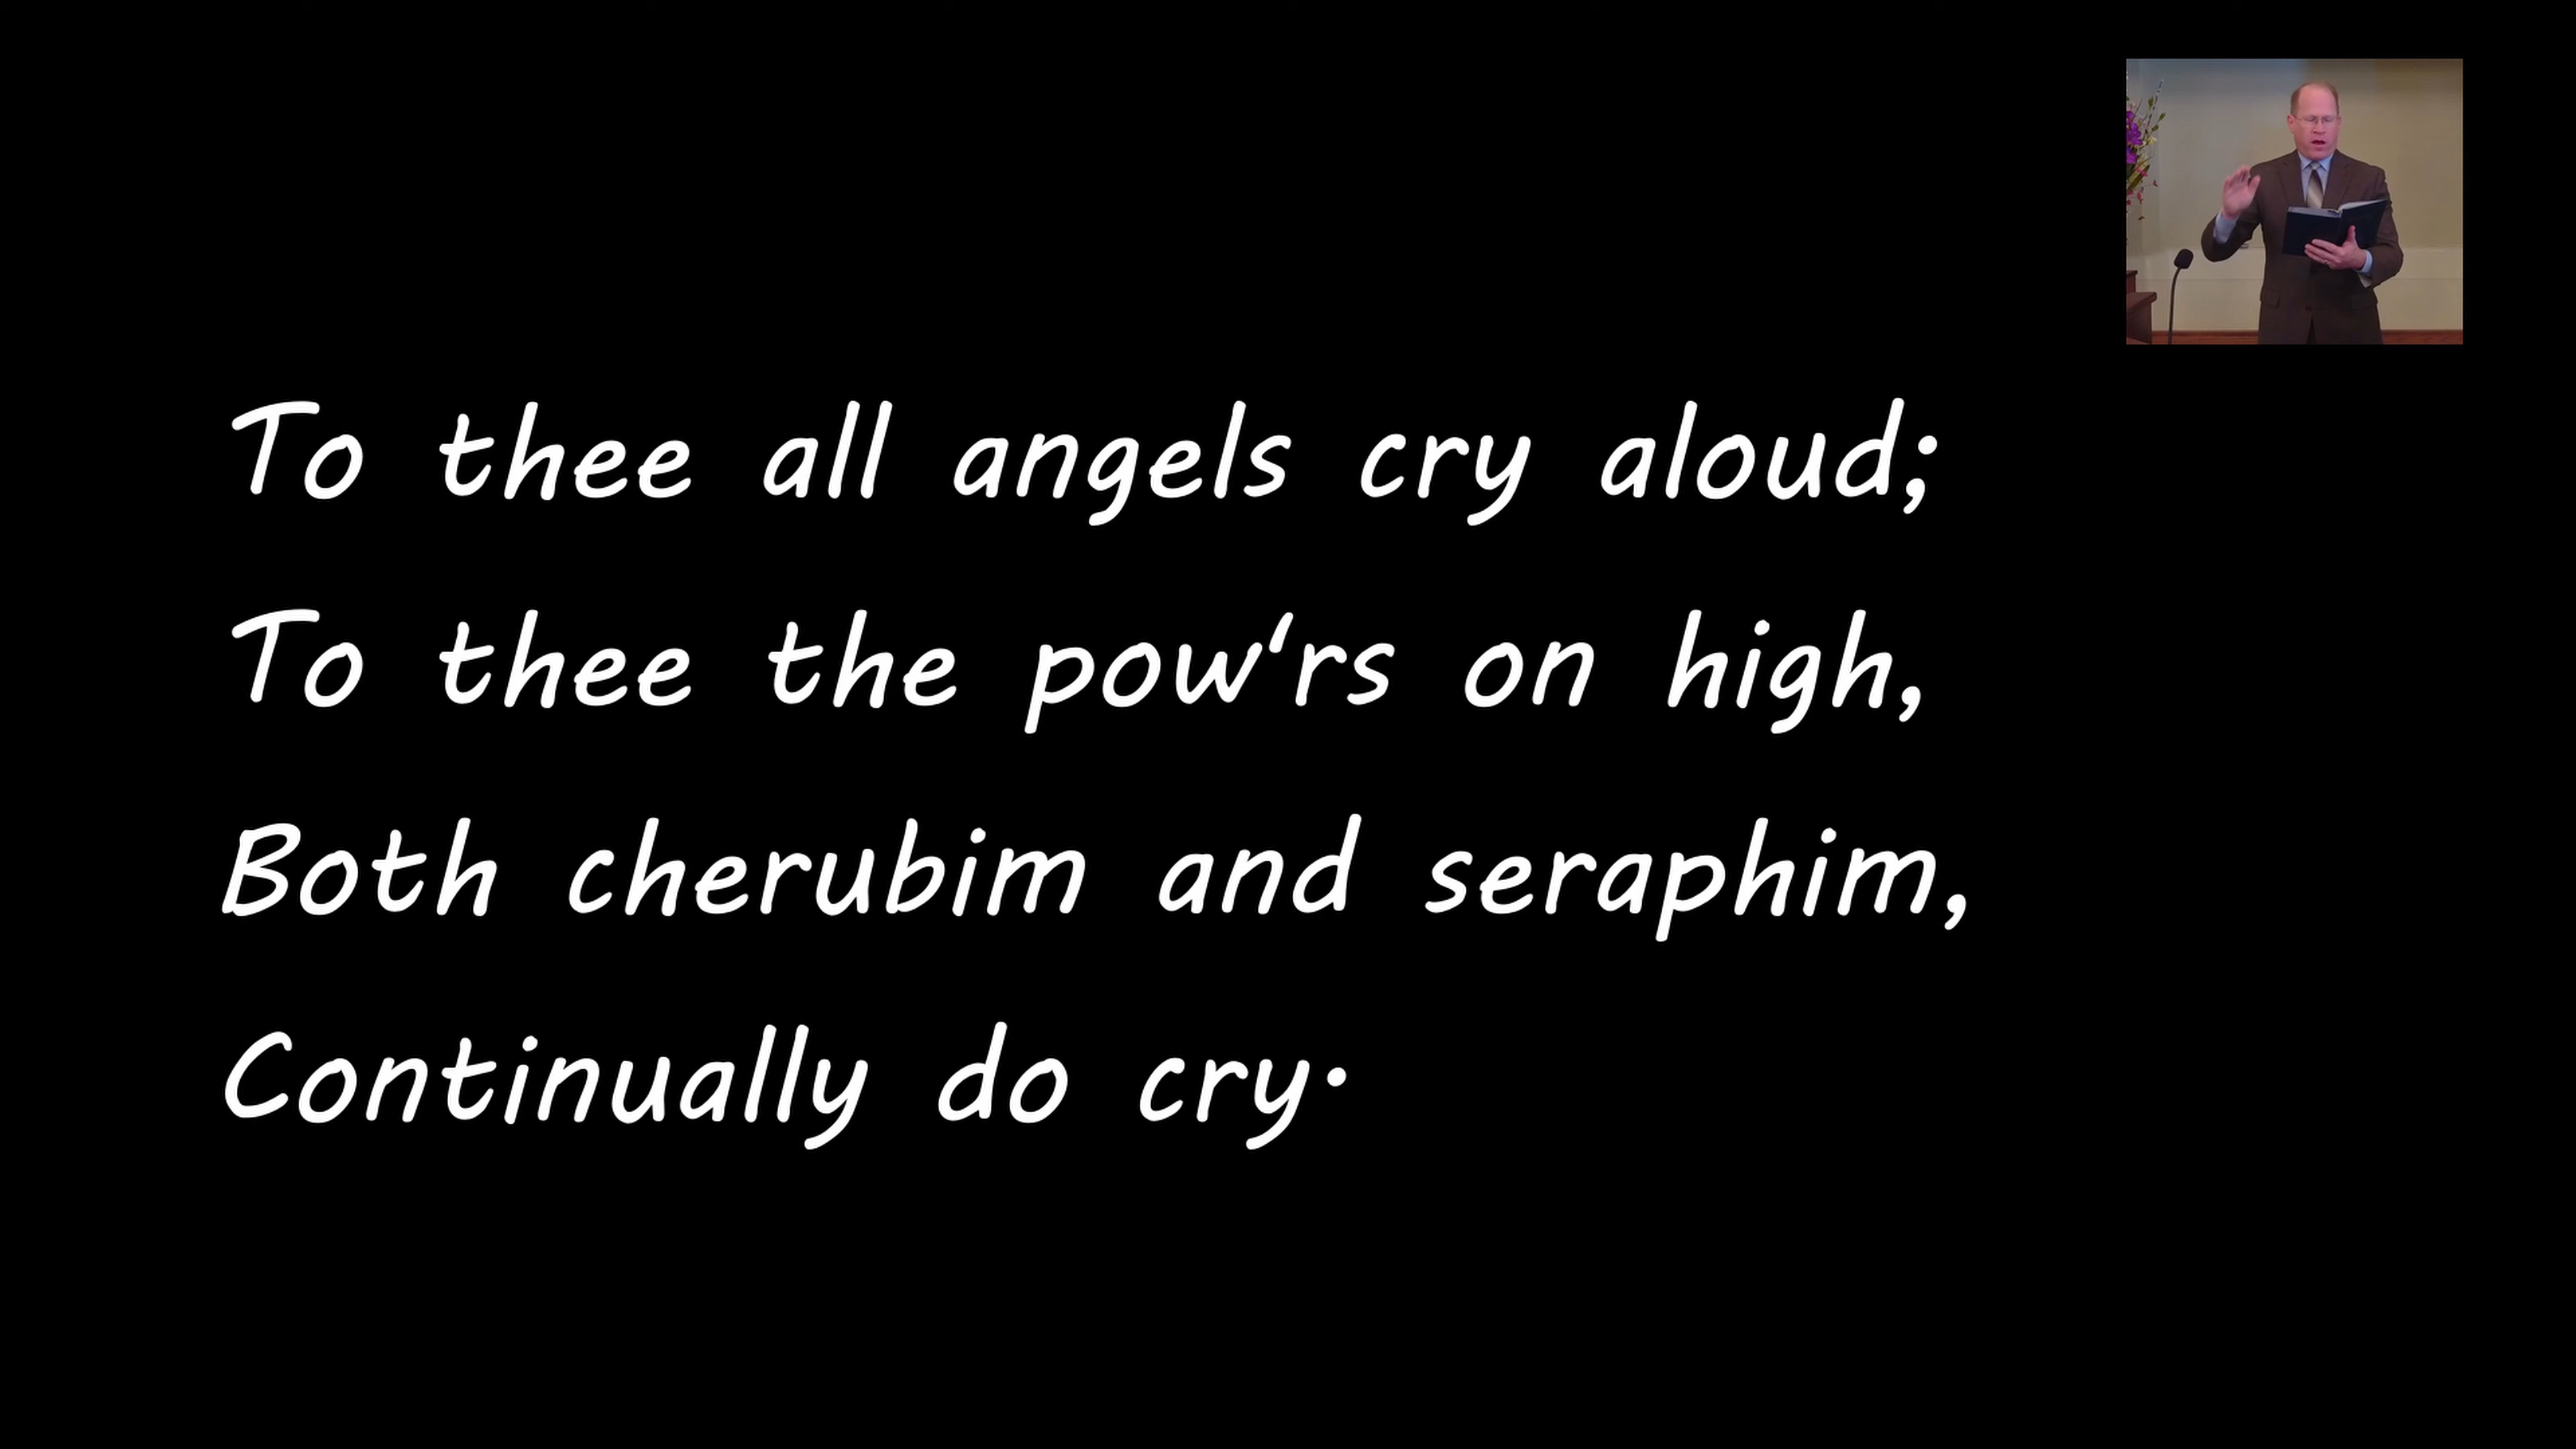 To thee all angels cry aloud;
To thee the pow‘rs on high,
Both cherubim and seraphim,
Continually do cry·